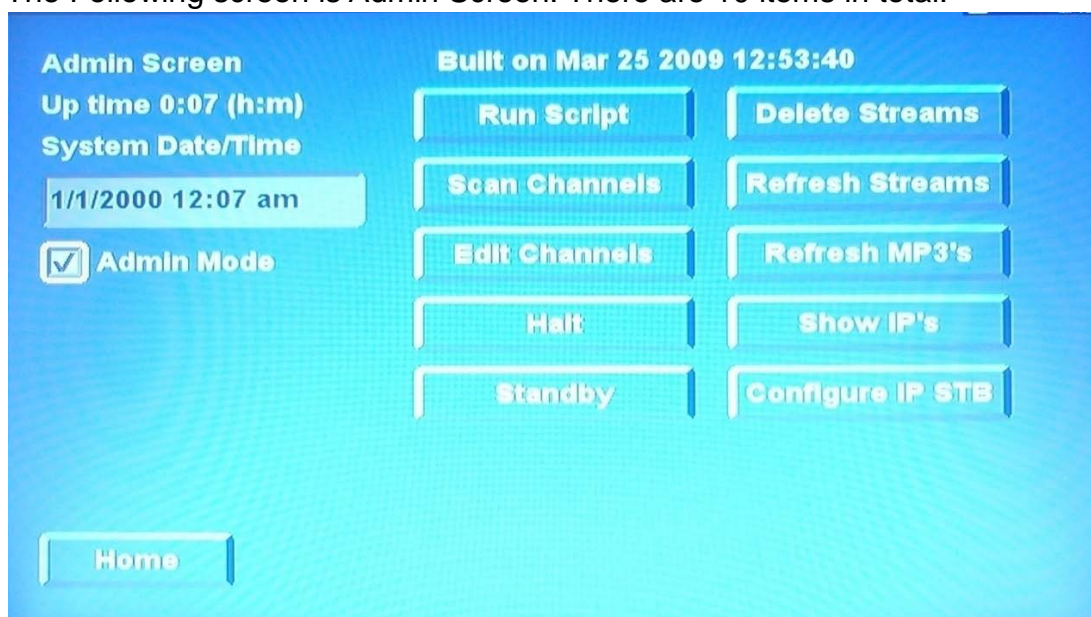 The Following screen is Admin Screen. There are 10 items in total.
Admin Screen
Up time 0:07 (h:m)
System Date/Time
1/1/2000 12:07 am
Admin Mode
Built on Mar 25 2009 12:53:40
Run Script
Delete Streams
Scan Channels
Refresh Streams
Edit Channels
Refresh MP3's
Halt
Show IP's
Standby
Configure IP STB
Home